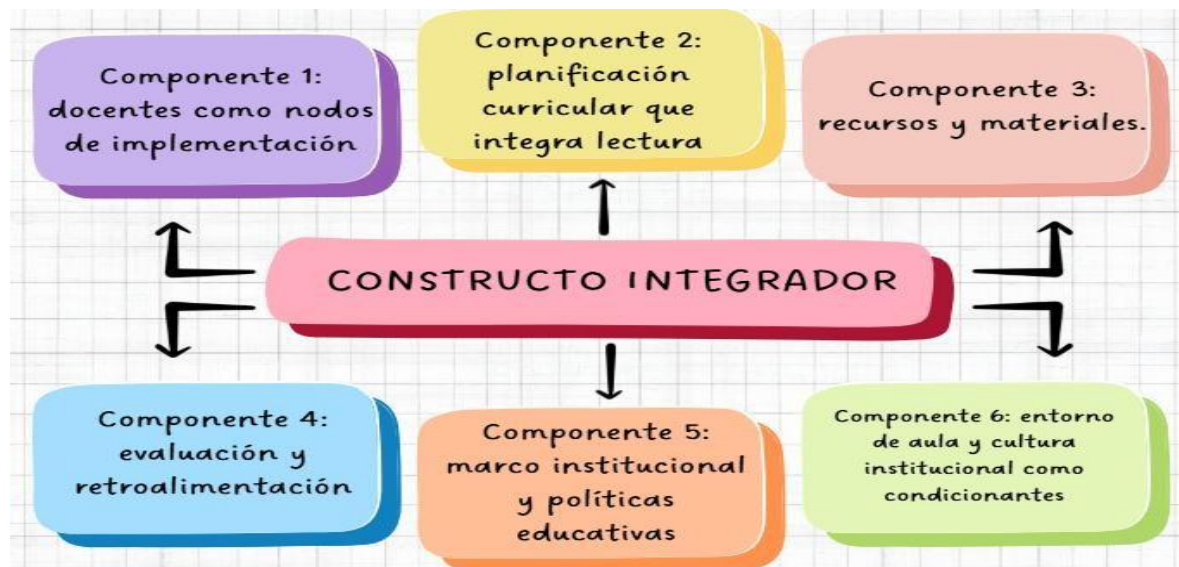 Componente 1:
docentes como nodos
de implementación
Componente 2:
planificación
curricular que
integra lectura
Componente 3:
recursos y materiales.
CONSTRUCTO INTEGRADOR
Componente 4:
evaluación y
retroalimentación
Componente 5:
marco institucional
y políticas
educativas
Componente 6: entorno
de aula y cultura
institucional como
condicionantes